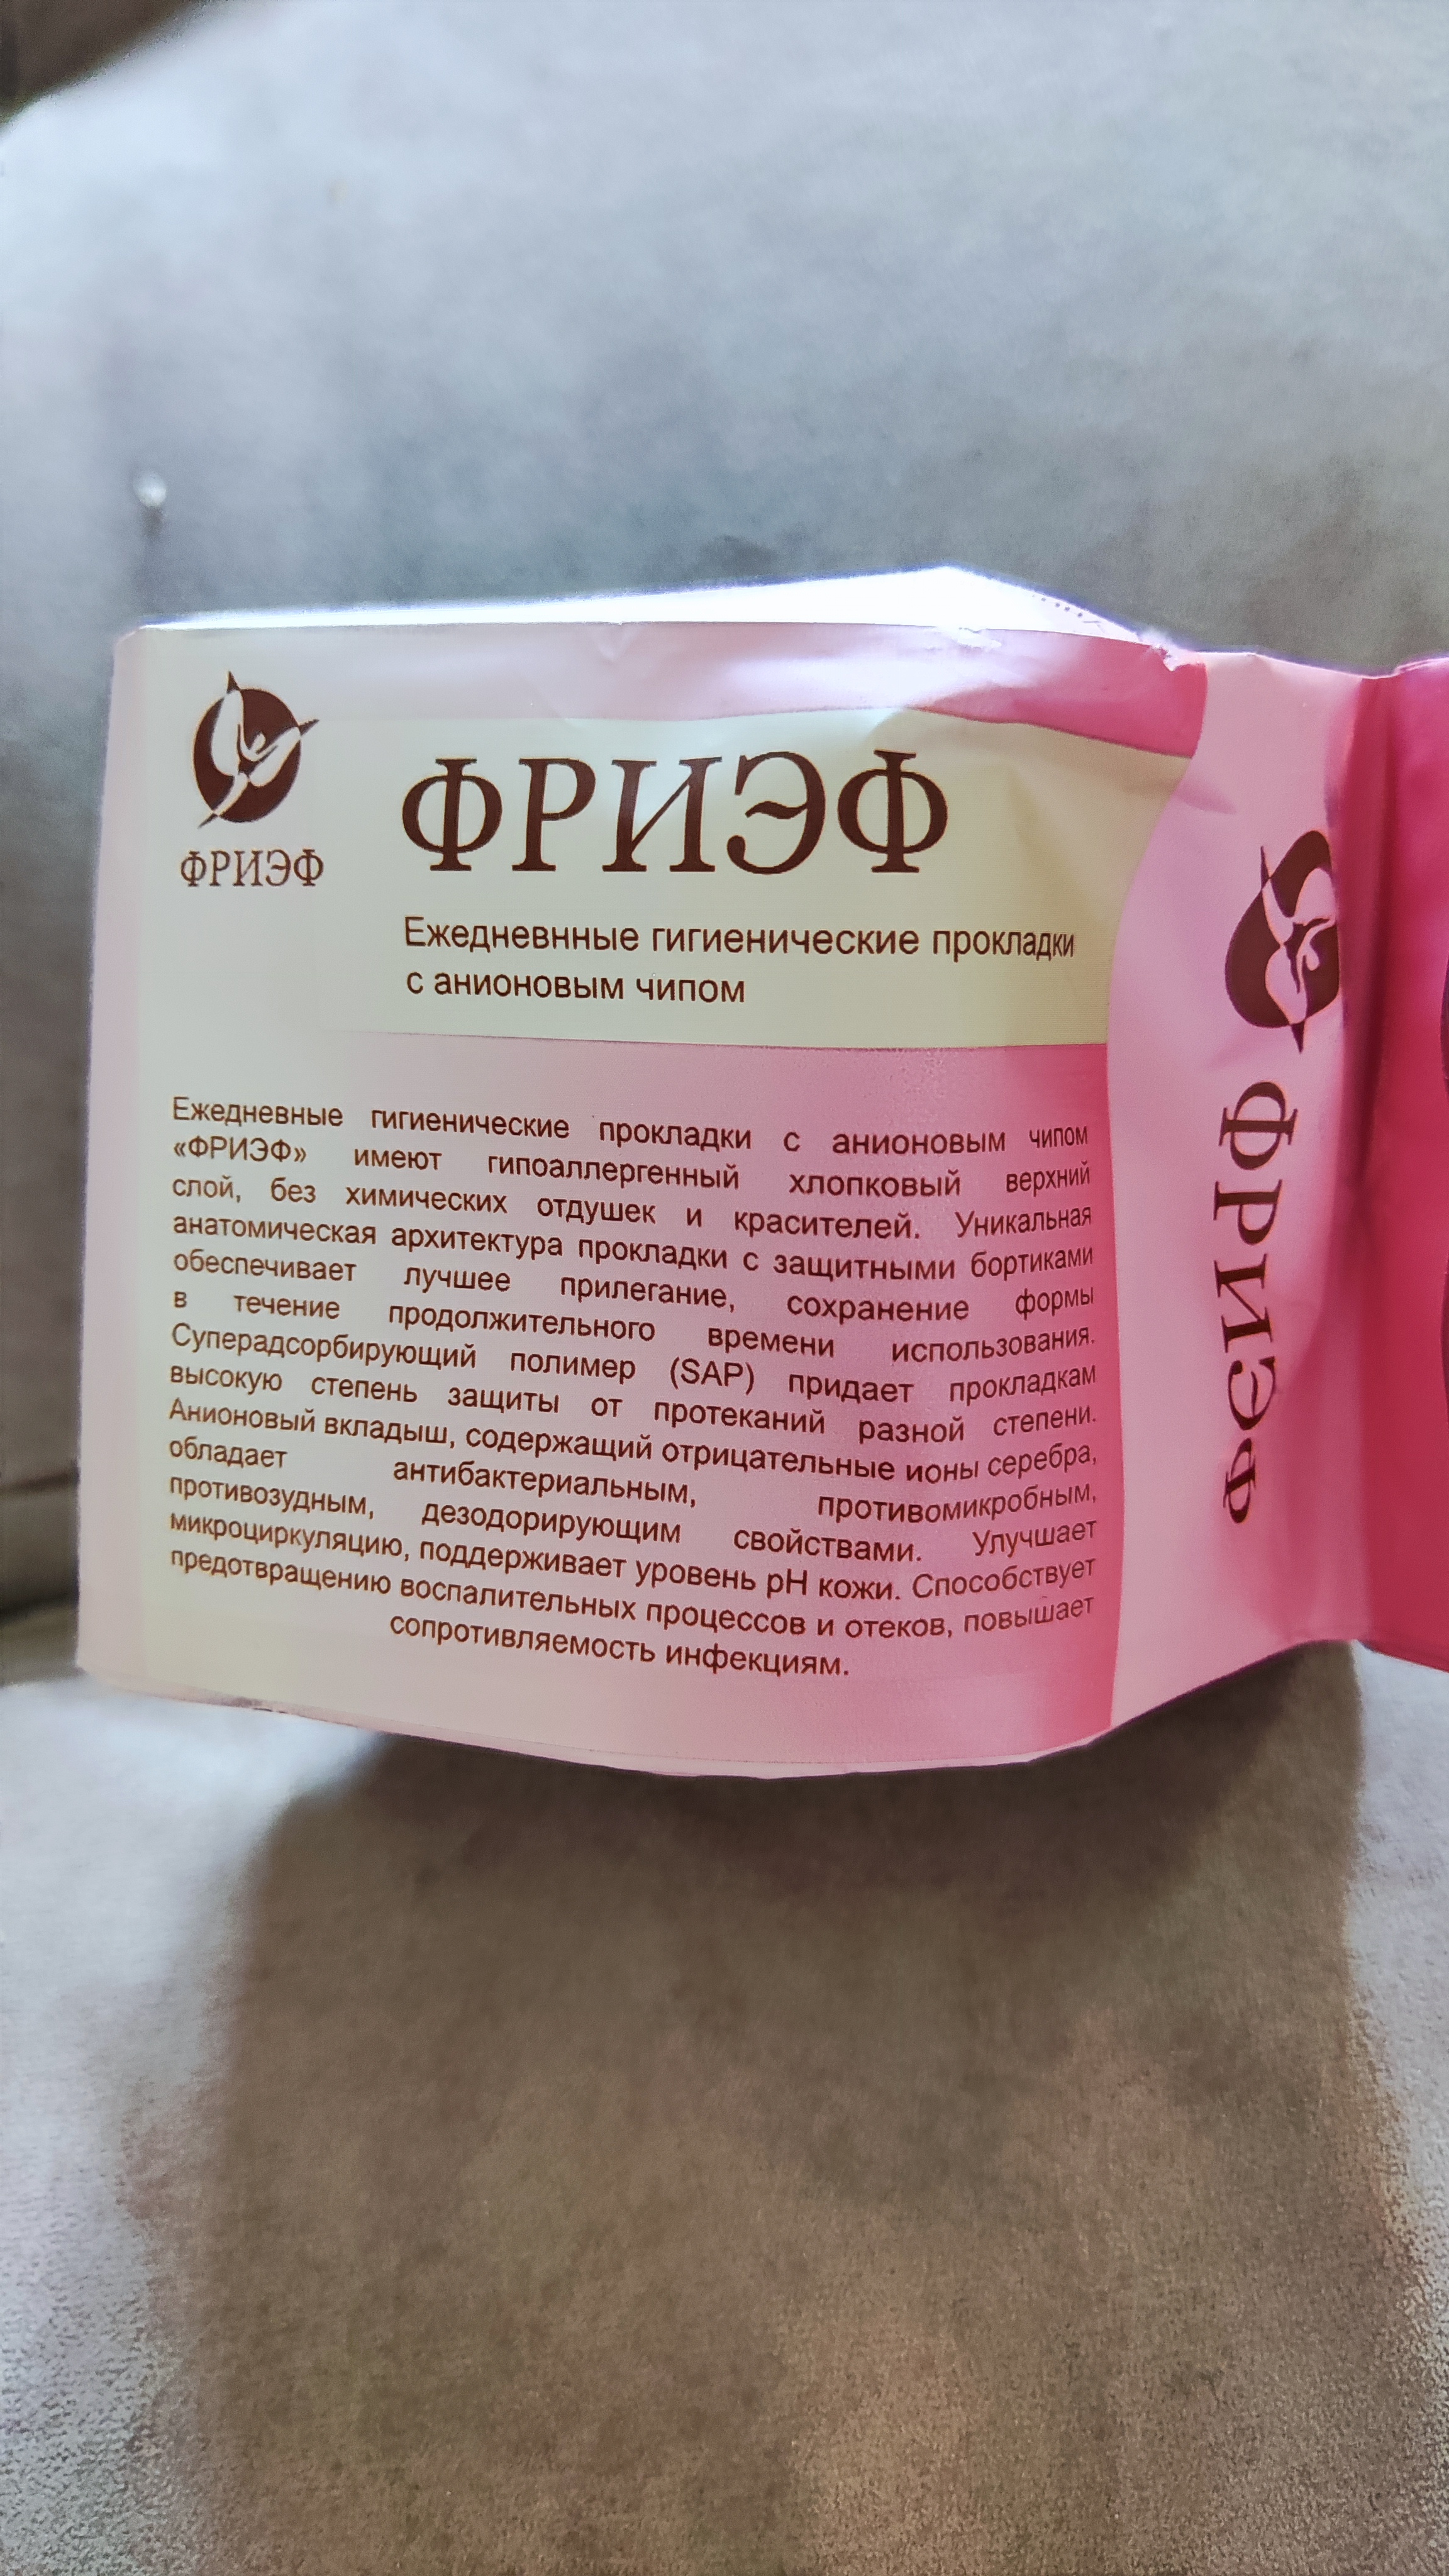 ФРИЭФ
ФРИЭФ
Ежедневнные гигиенические прокладки
с анионовым чипом
Ежедневные гигиенические прокладки с анионовым чипом
«ФРИЭФ» имеют гипоаллергенный хлопковый верхний
слой, без химических отдушек и красителей. Уникальная
анатомическая архитектура прокладки с защитными бортиками
обеспечивает лучшее прилегание, сохранение формы
в течение продолжительного времени использования.
Суперадсорбирующий полимер (SAP) придает прокладкам
высокую степень защиты от протеканий разной степени.
Анионовый вкладыш, содержащий отрицательные ионы серебра,
обладает антибактериальным, противомикробным,
противозудным, дезодорирующим свойствами. Улучшает
микроциркуляцию, поддерживает уровень pH кожи. Способствует
предотвращению воспалительных процессов и отеков, повышает
сопротивляемость инфекциям.
ФРИЭФ